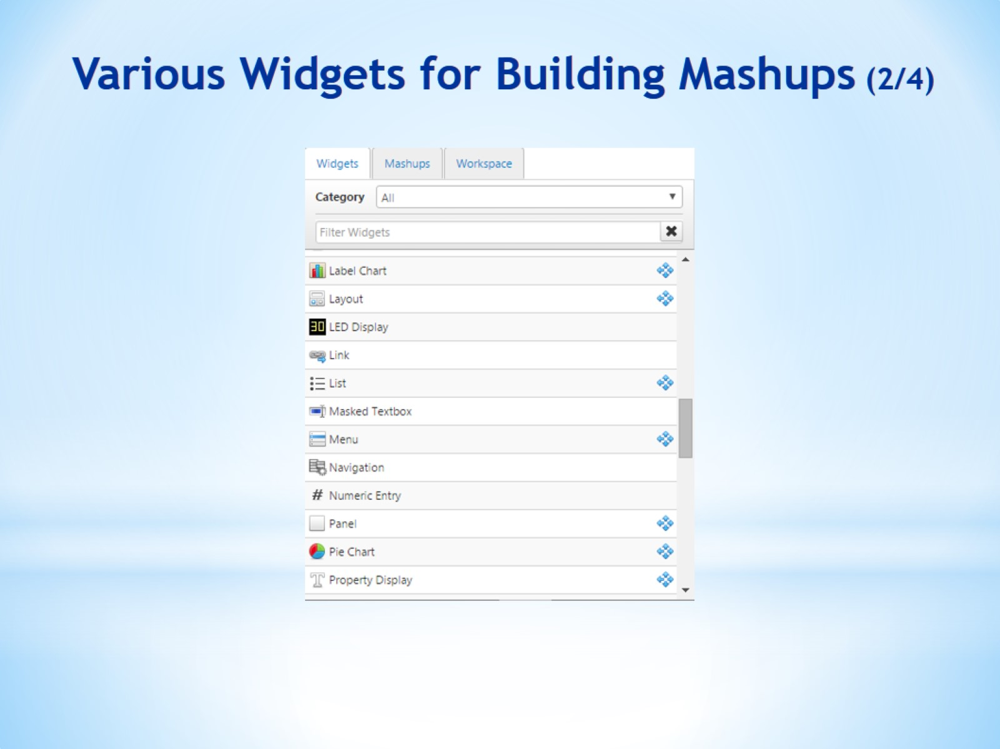 Various Widgets for Building Mashups (2/4)
Widgets Mashups Workspace
Category All
Filter Widgets
Label Chart
Layout
30 LED Display
Link
List
Masked Textbox
Menu
Navigation
# Numeric Entry
Panel
Pie Chart
T Property Display